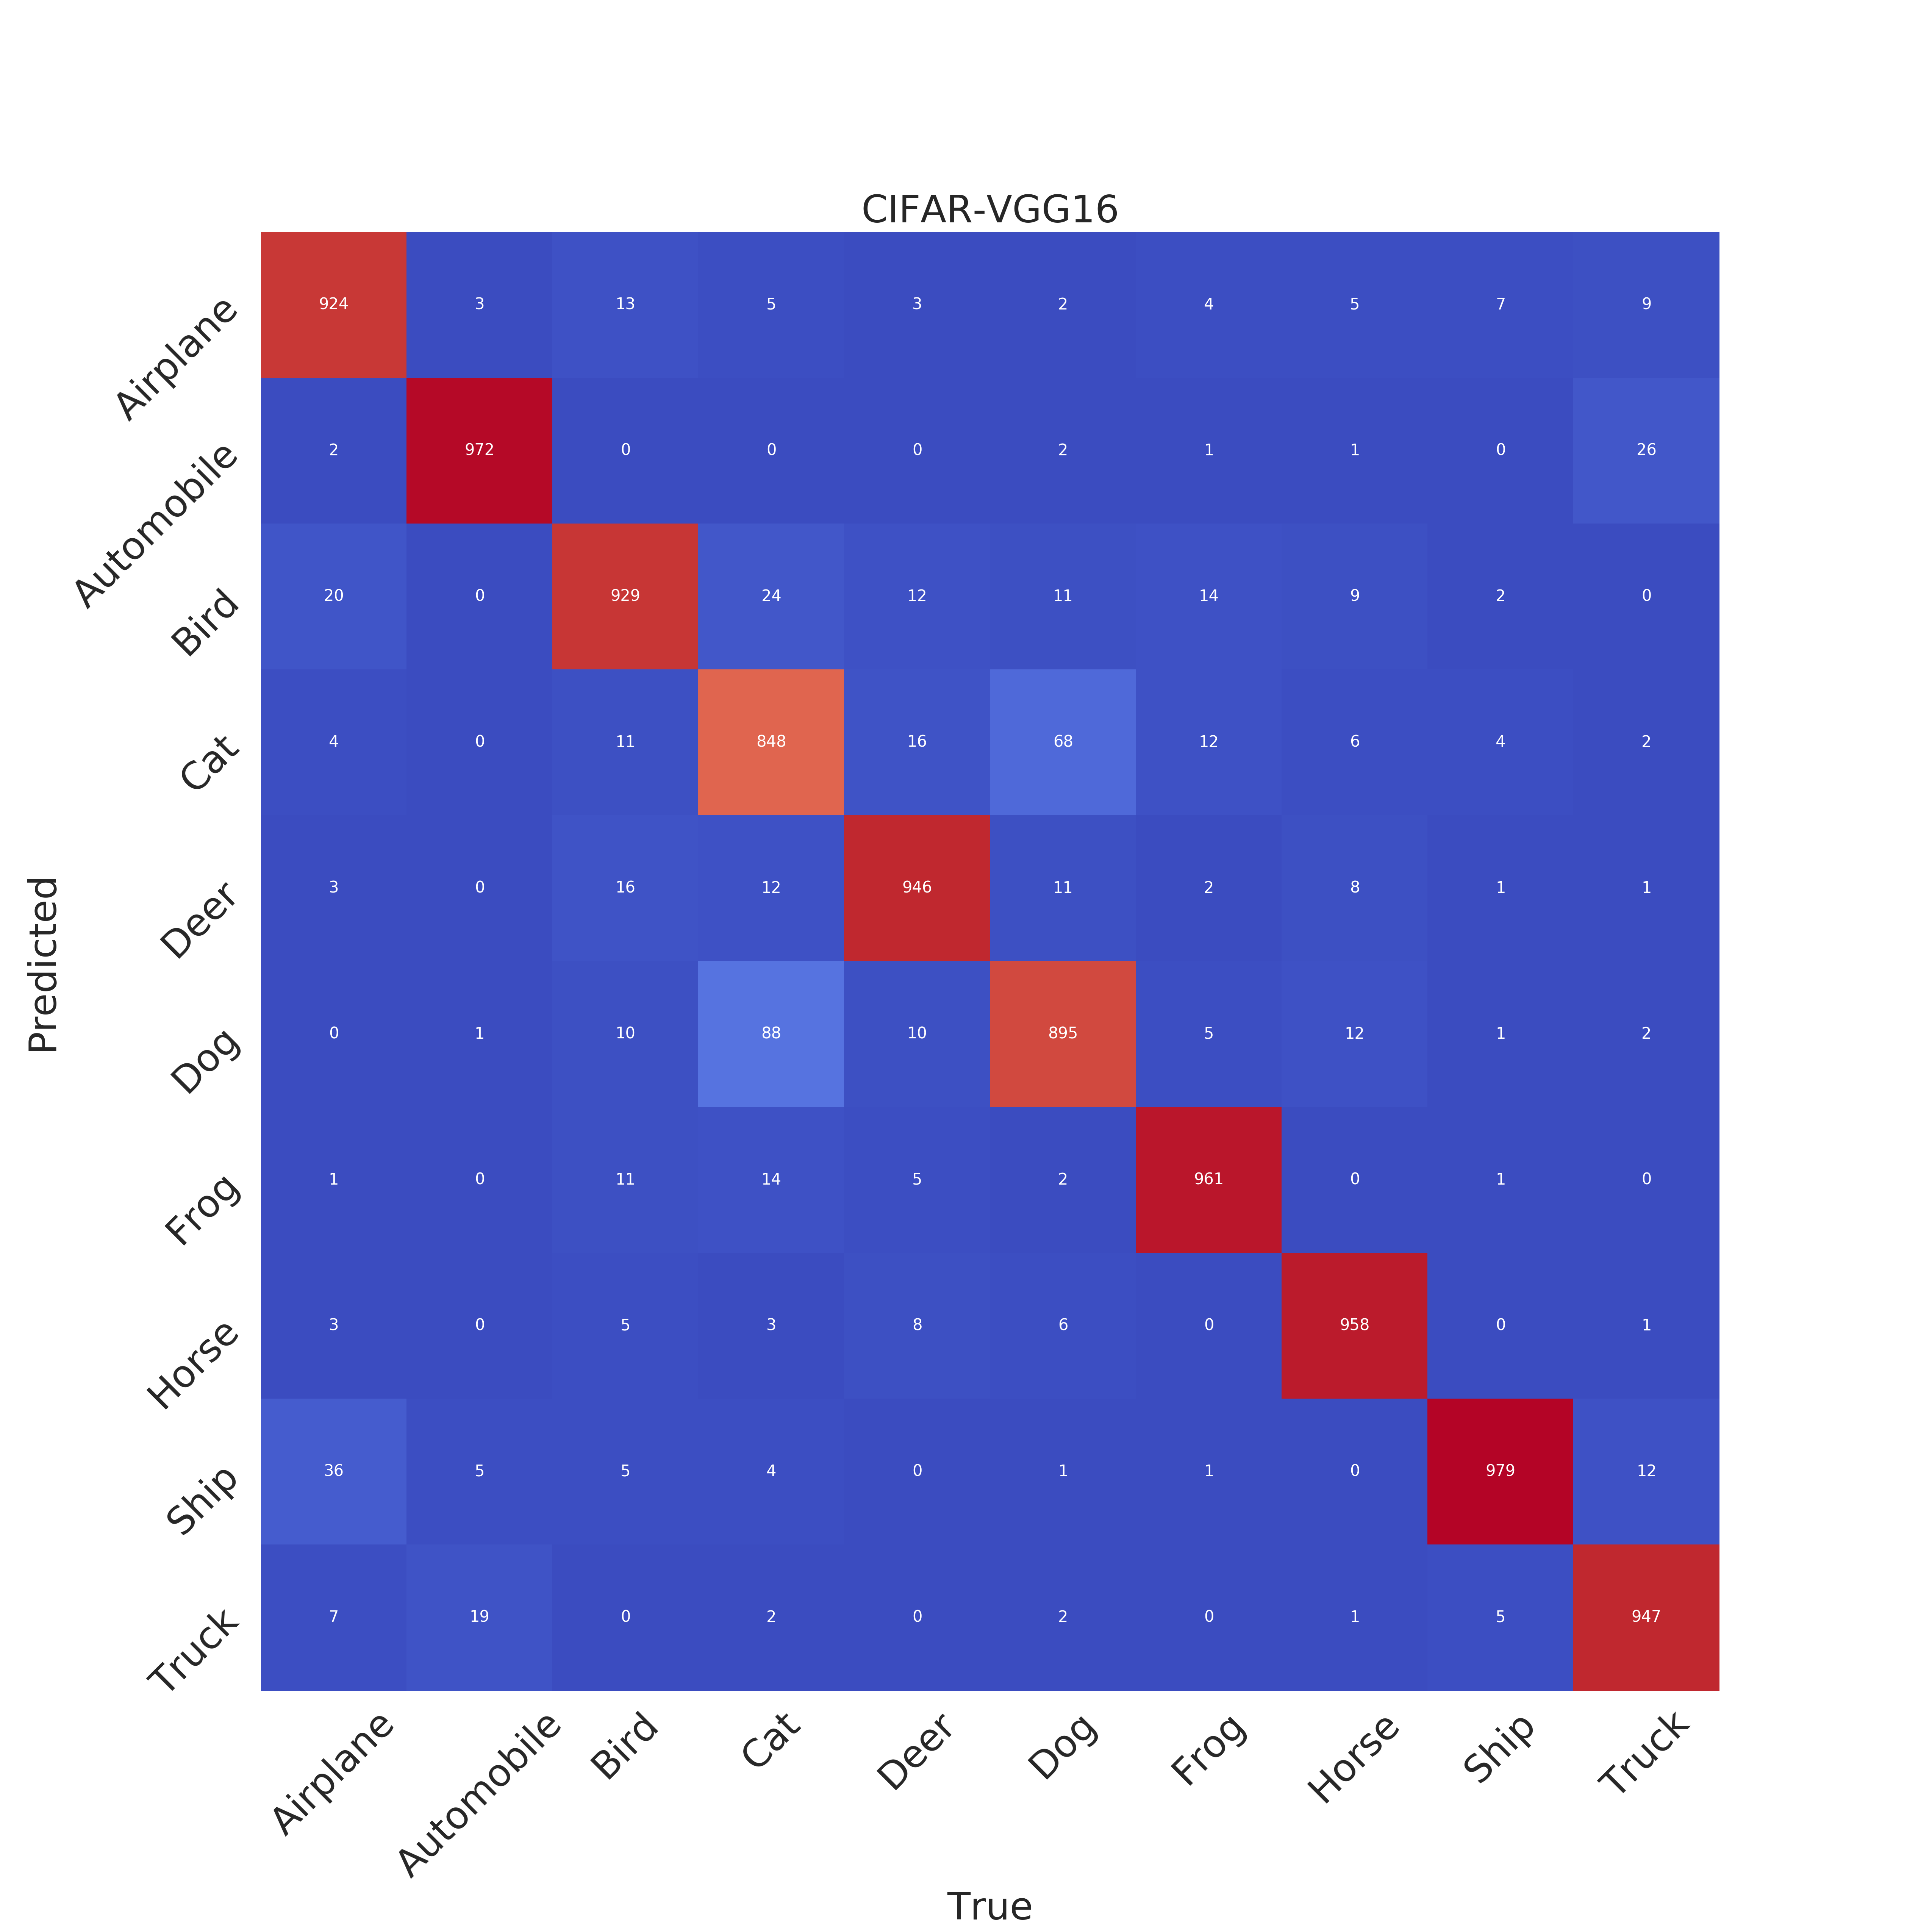 CIFAR-VGG16
Airplane 924 3 13 5 3 2 4 5 7 9
Automobile 2 972 0 0 0 2 1 1 0 26
Bird 20 0 929 24 12 11 14 9 2 0
Cat 4 0 11 848 16 68 12 6 4 2
Deer 3 0 16 12 946 11 2 8 1 1
Dog 0 1 10 88 10 895 5 12 1 2
Frog 1 0 11 14 5 2 961 0 1 0
Horse 3 0 5 3 8 6 0 958 0 1
Ship 36 5 5 4 0 1 1 0 979 12
Truck 7 19 0 2 0 2 0 1 5 947
Predicted
Airplane Automobile Bird Cat Deer Dog Frog Horse Ship Truck
True